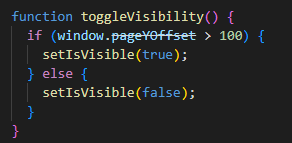 function toggleVisibility() {
  if (window.pageYOffset > 100) {
    setIsVisible(true);
  } else {
    setIsVisible(false);
  }
}